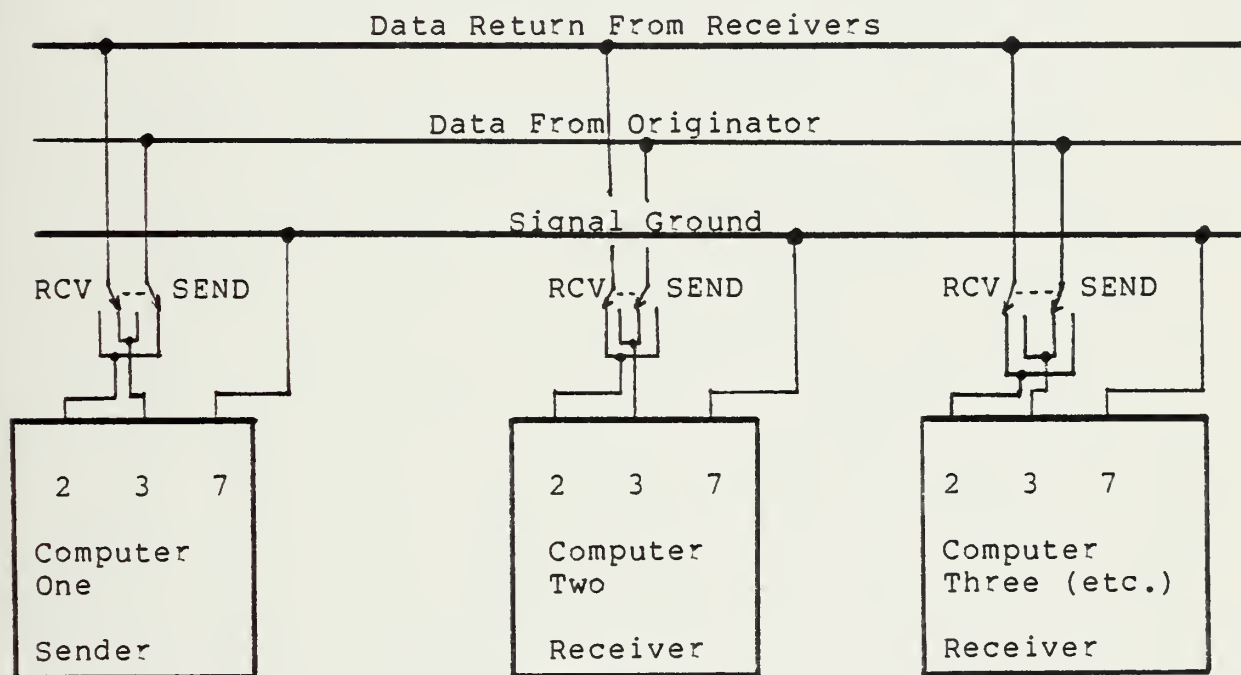 Data Return From Receivers
Data From Originator
Signal Ground
RCV -- SEND
RCV -- SEND
RCV --- SEND
2 3 7
Computer
One
Sender
2 3 7
Computer
Two
Receiver
2 3 7
Computer
Three (etc.)
Receiver